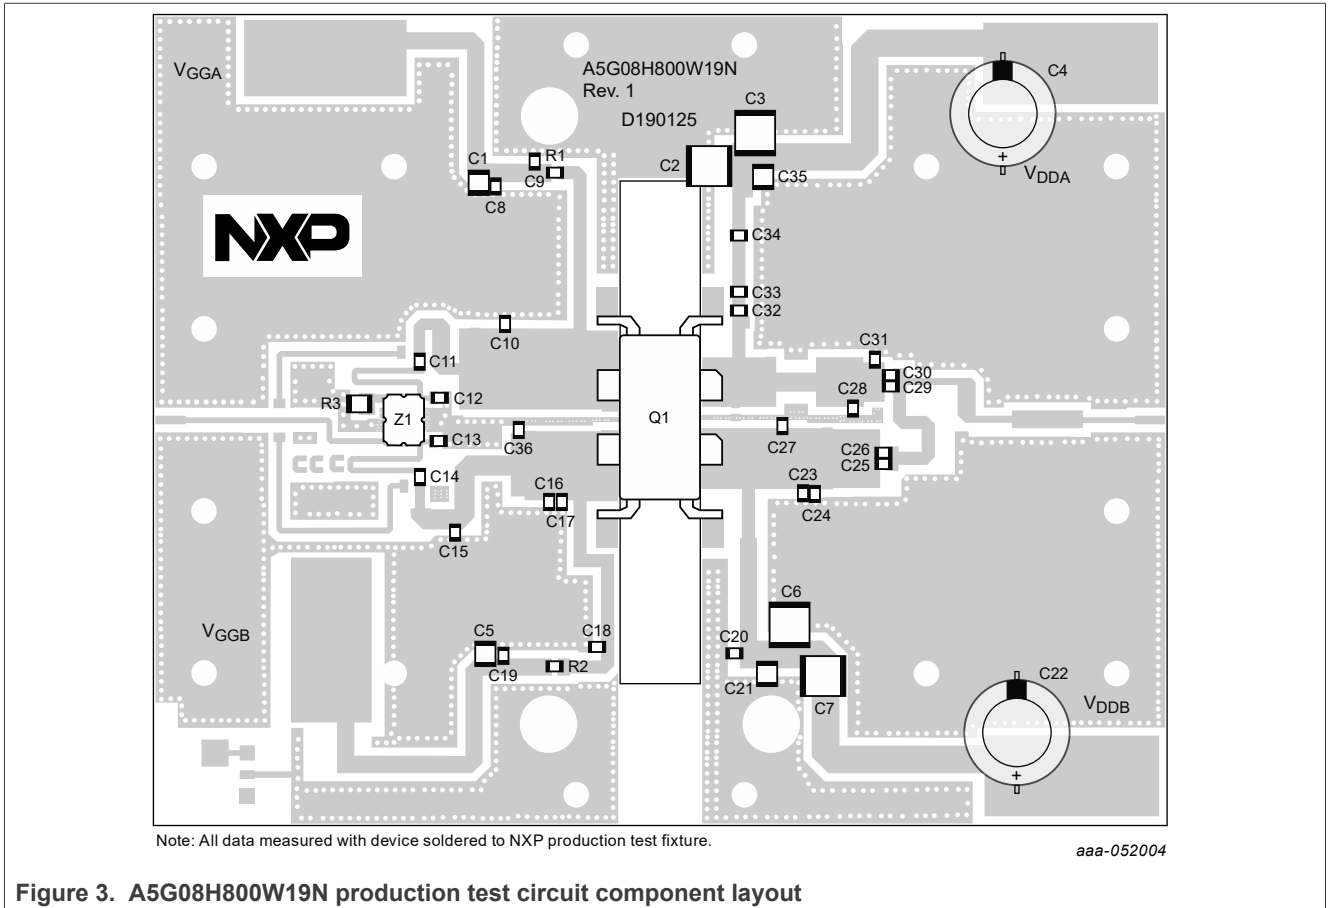 VGGA
A5G08H800W19N
Rev. 1
D190125
C3
C4
C1
C8
C9
R1
C2
C35
VDDA
NXP
C34
C33
C32
C10
C11
C31
C30
C29
R3
C12
Z1
C28
Q1
C13
C36
C27
C26
C25
C14
C16
C17
C23
C24
C15
VGGB
C5
C19
C18
R2
C20
C21
C6
C7
C22
VDDB
+
+
Note: All data measured with device soldered to NXP production test fixture.
aaa-052004
Figure 3. A5G08H800W19N production test circuit component layout